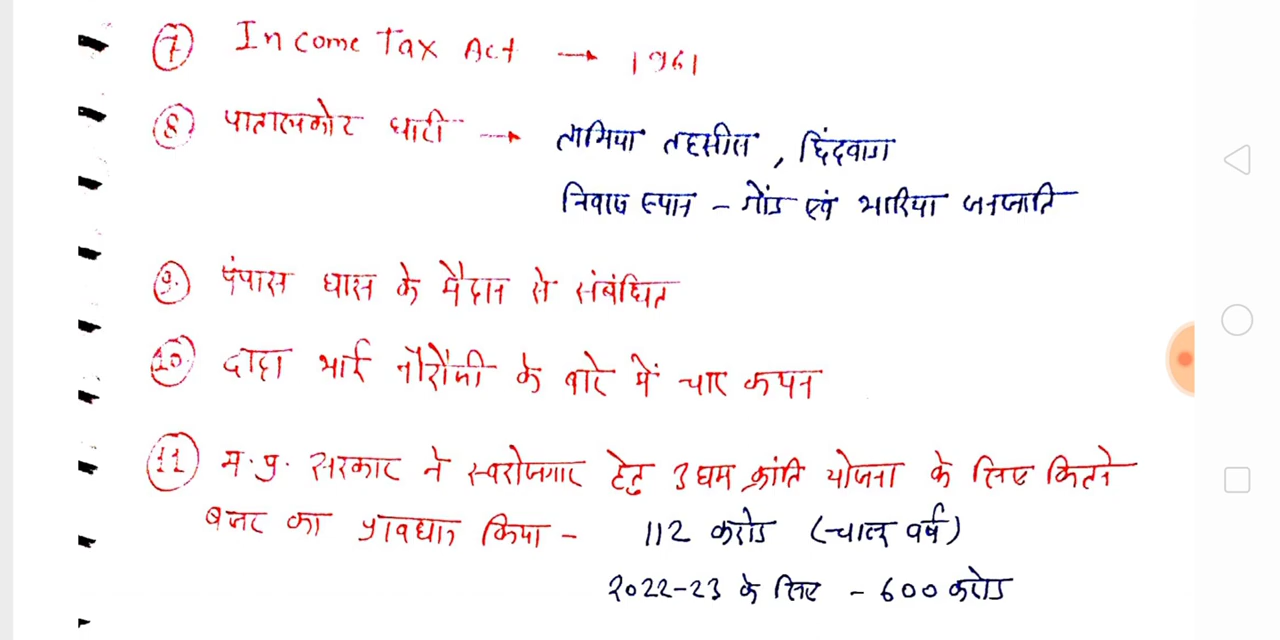 7 Income Tax Act → 1961
8 पातालकोट घाटी → तामिया तहसील, छिंदवाडा
निवास स्थान - गोंड एवं भारिया जनजाति
9. पंपास घास के मैदान से संबंधित
10 दादा भाई नौरोजी के बारे में चार कथन
11 म.प्र. सरकार ने स्वरोजगार हेतु उद्यम क्रांति योजना के लिए कितने
बजट का प्रावधान किया - 112 करोड (चालू वर्ष)
2022-23 के लिए - 600 करोड